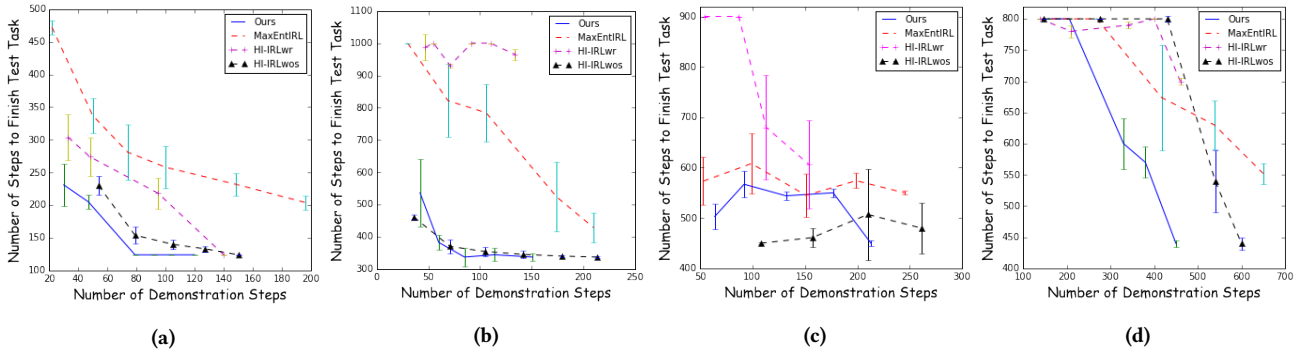 Number of Steps to Finish Test Task
500
450
400
350
300
250
200
150
100
20
40
60
80
100
120
140
160
180
200
Number of Demonstration Steps
Ours
MaxEntIRL
HI-IRLwr
HI-IRLwos
(a)
Number of Steps to Finish Test Task
1100
1000
900
800
700
600
500
400
300
0
50
100
150
200
250
Number of Demonstration Steps
Ours
MaxEntIRL
HI-IRLwr
HI-IRLwos
(b)
Number of Steps to Finish Test Task
900
800
700
600
500
400
50
100
150
200
250
300
Number of Demonstration Steps
Ours
MaxEntIRL
HI-IRLwr
HI-IRLwos
(c)
Number of Steps to Finish Test Task
800
700
600
500
400
100
200
300
400
500
600
700
Number of Demonstration Steps
Ours
MaxEntIRL
HI-IRLwr
HI-IRLwos
(d)